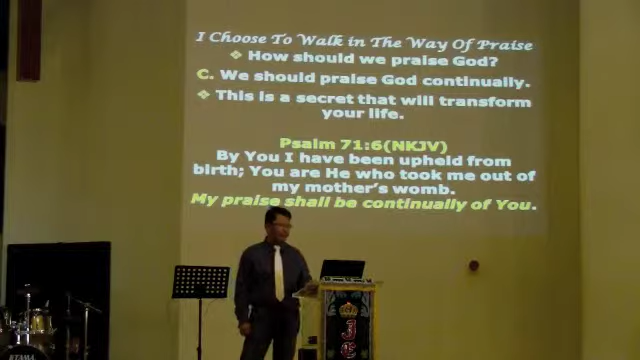 I Choose To Walk in The Way Of Praise
❖ How should we praise God?
C. We should praise God continually.
❖ This is a secret that will transform
your life.
Psalm 71:6(NKJV)
By You I have been upheld from
birth; You are He who took me out of
my mother's womb.
My praise shall be continually of You.
TAMA